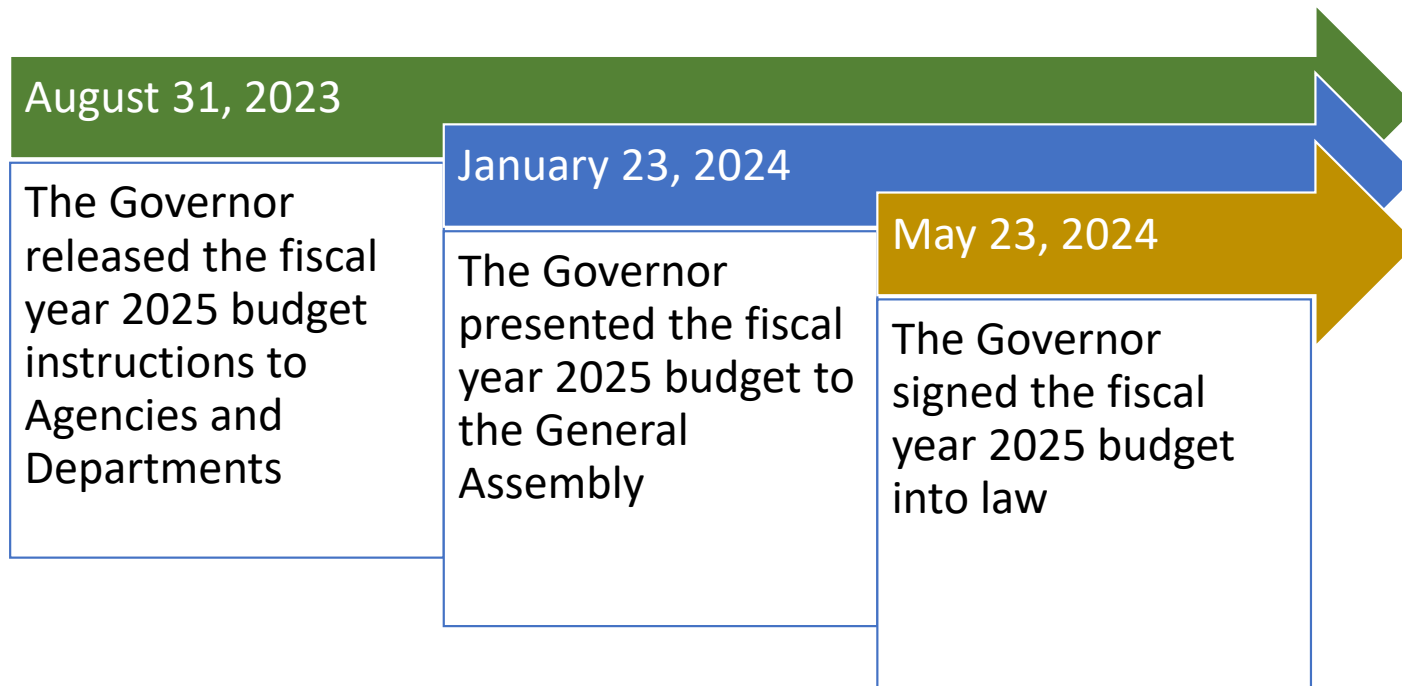 August 31, 2023
The Governor
released the fiscal
year 2025 budget
instructions to
Agencies and
Departments
January 23, 2024
The Governor
presented the fiscal
year 2025 budget to
the General
Assembly
May 23, 2024
The Governor
signed the fiscal
year 2025 budget
into law